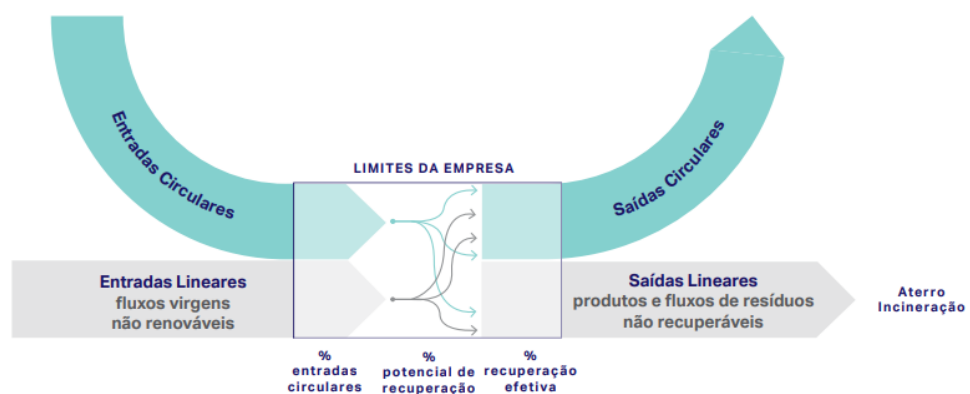 Entradas Circulares
LIMITES DA EMPRESA
Saídas Circulares
Entradas Lineares
fluxos virgens
não renováveis
Saídas Lineares
produtos e fluxos de resíduos
não recuperáveis
Aterro
Incineração
%
entradas
circulares
%
potencial de
recuperação
%
recuperação
efetiva